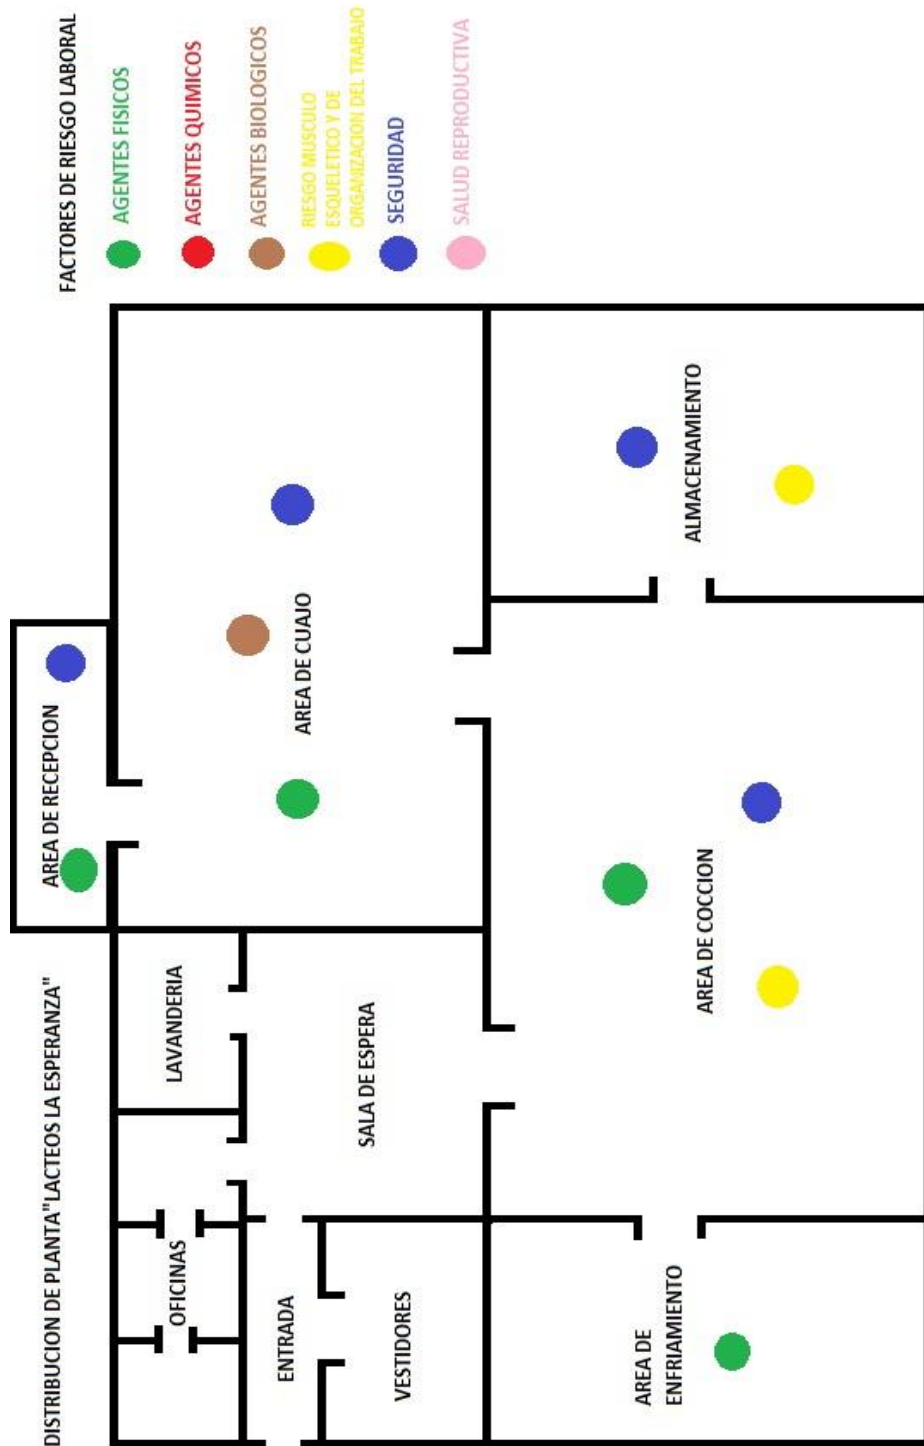 DISTRIBUCION DE PLANTA"LACTEOS LA ESPERANZA"
FACTORES DE RIESGO LABORAL
AGENTES FISICOS
AGENTES QUIMICOS
AGENTES BIOLOGICOS
RIESGO MUSCULO
ESQUELETICO Y DE
ORGANIZACION DEL TRABAJO
SEGURIDAD
SALUD REPRODUCTIVA
AREA DE RECEPCION
OFICINAS
LAVANDERIA
ENTRADA
SALA DE ESPERA
AREA DE CUAJO
VESTIDORES
AREA DE
ENFRIAMIENTO
AREA DE COCCION
ALMACENAMIENTO